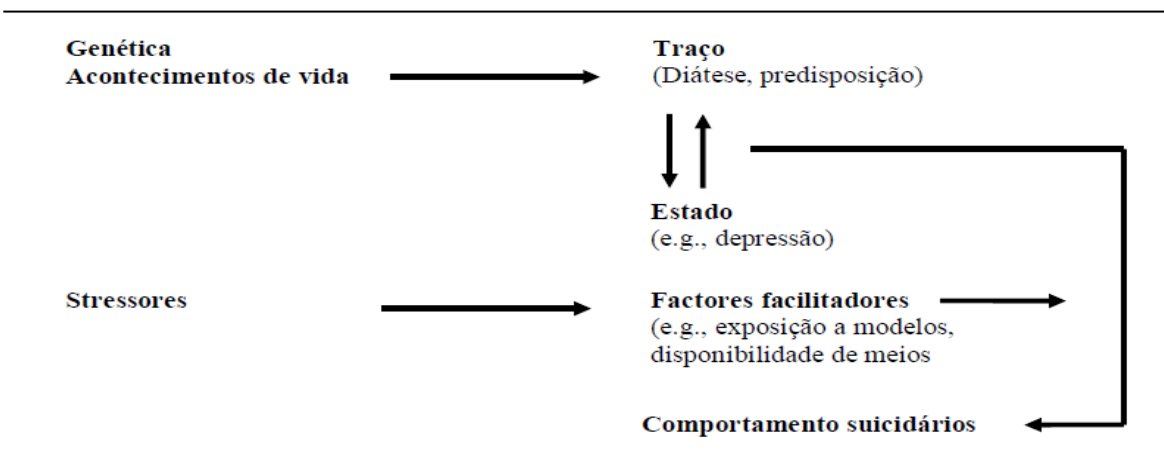 Genética
Acontecimentos de vida
Traço
(Diátese, predisposição)
Estado
(e.g., depressão)
Stressores
Factores facilitadores
(e.g., exposição a modelos,
disponibilidade de meios
Comportamento suicidários